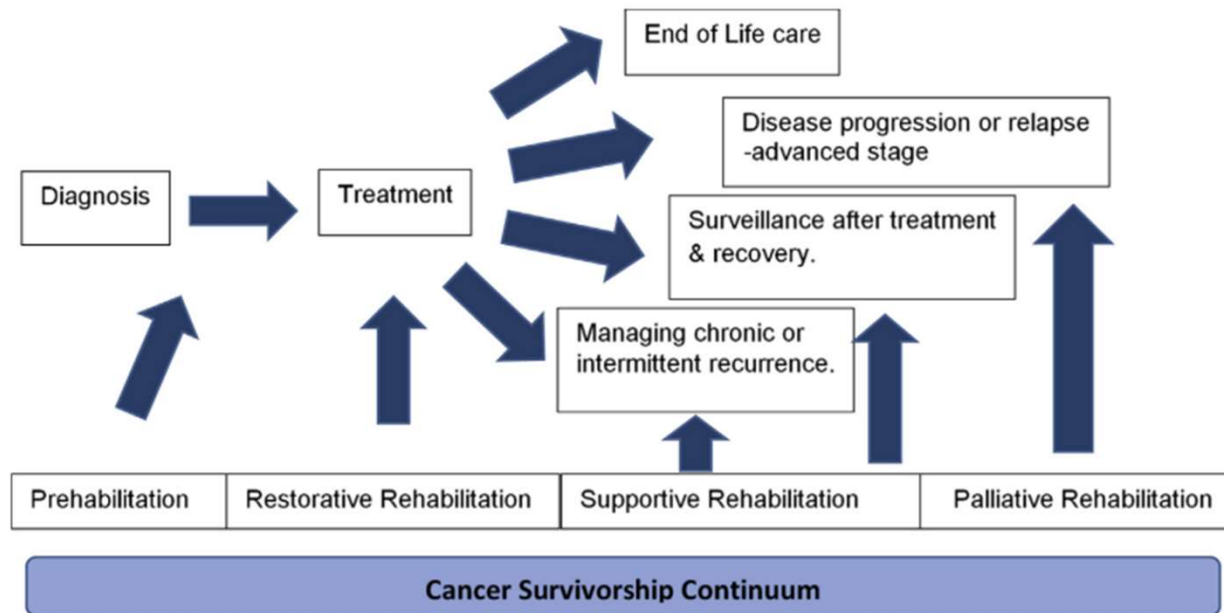 End of Life care
Disease progression or relapse
-advanced stage
Diagnosis
Treatment
Surveillance after treatment
& recovery.
Managing chronic or
intermittent recurrence.
Prehabilitation
Restorative Rehabilitation
Supportive Rehabilitation
Palliative Rehabilitation
Cancer Survivorship Continuum